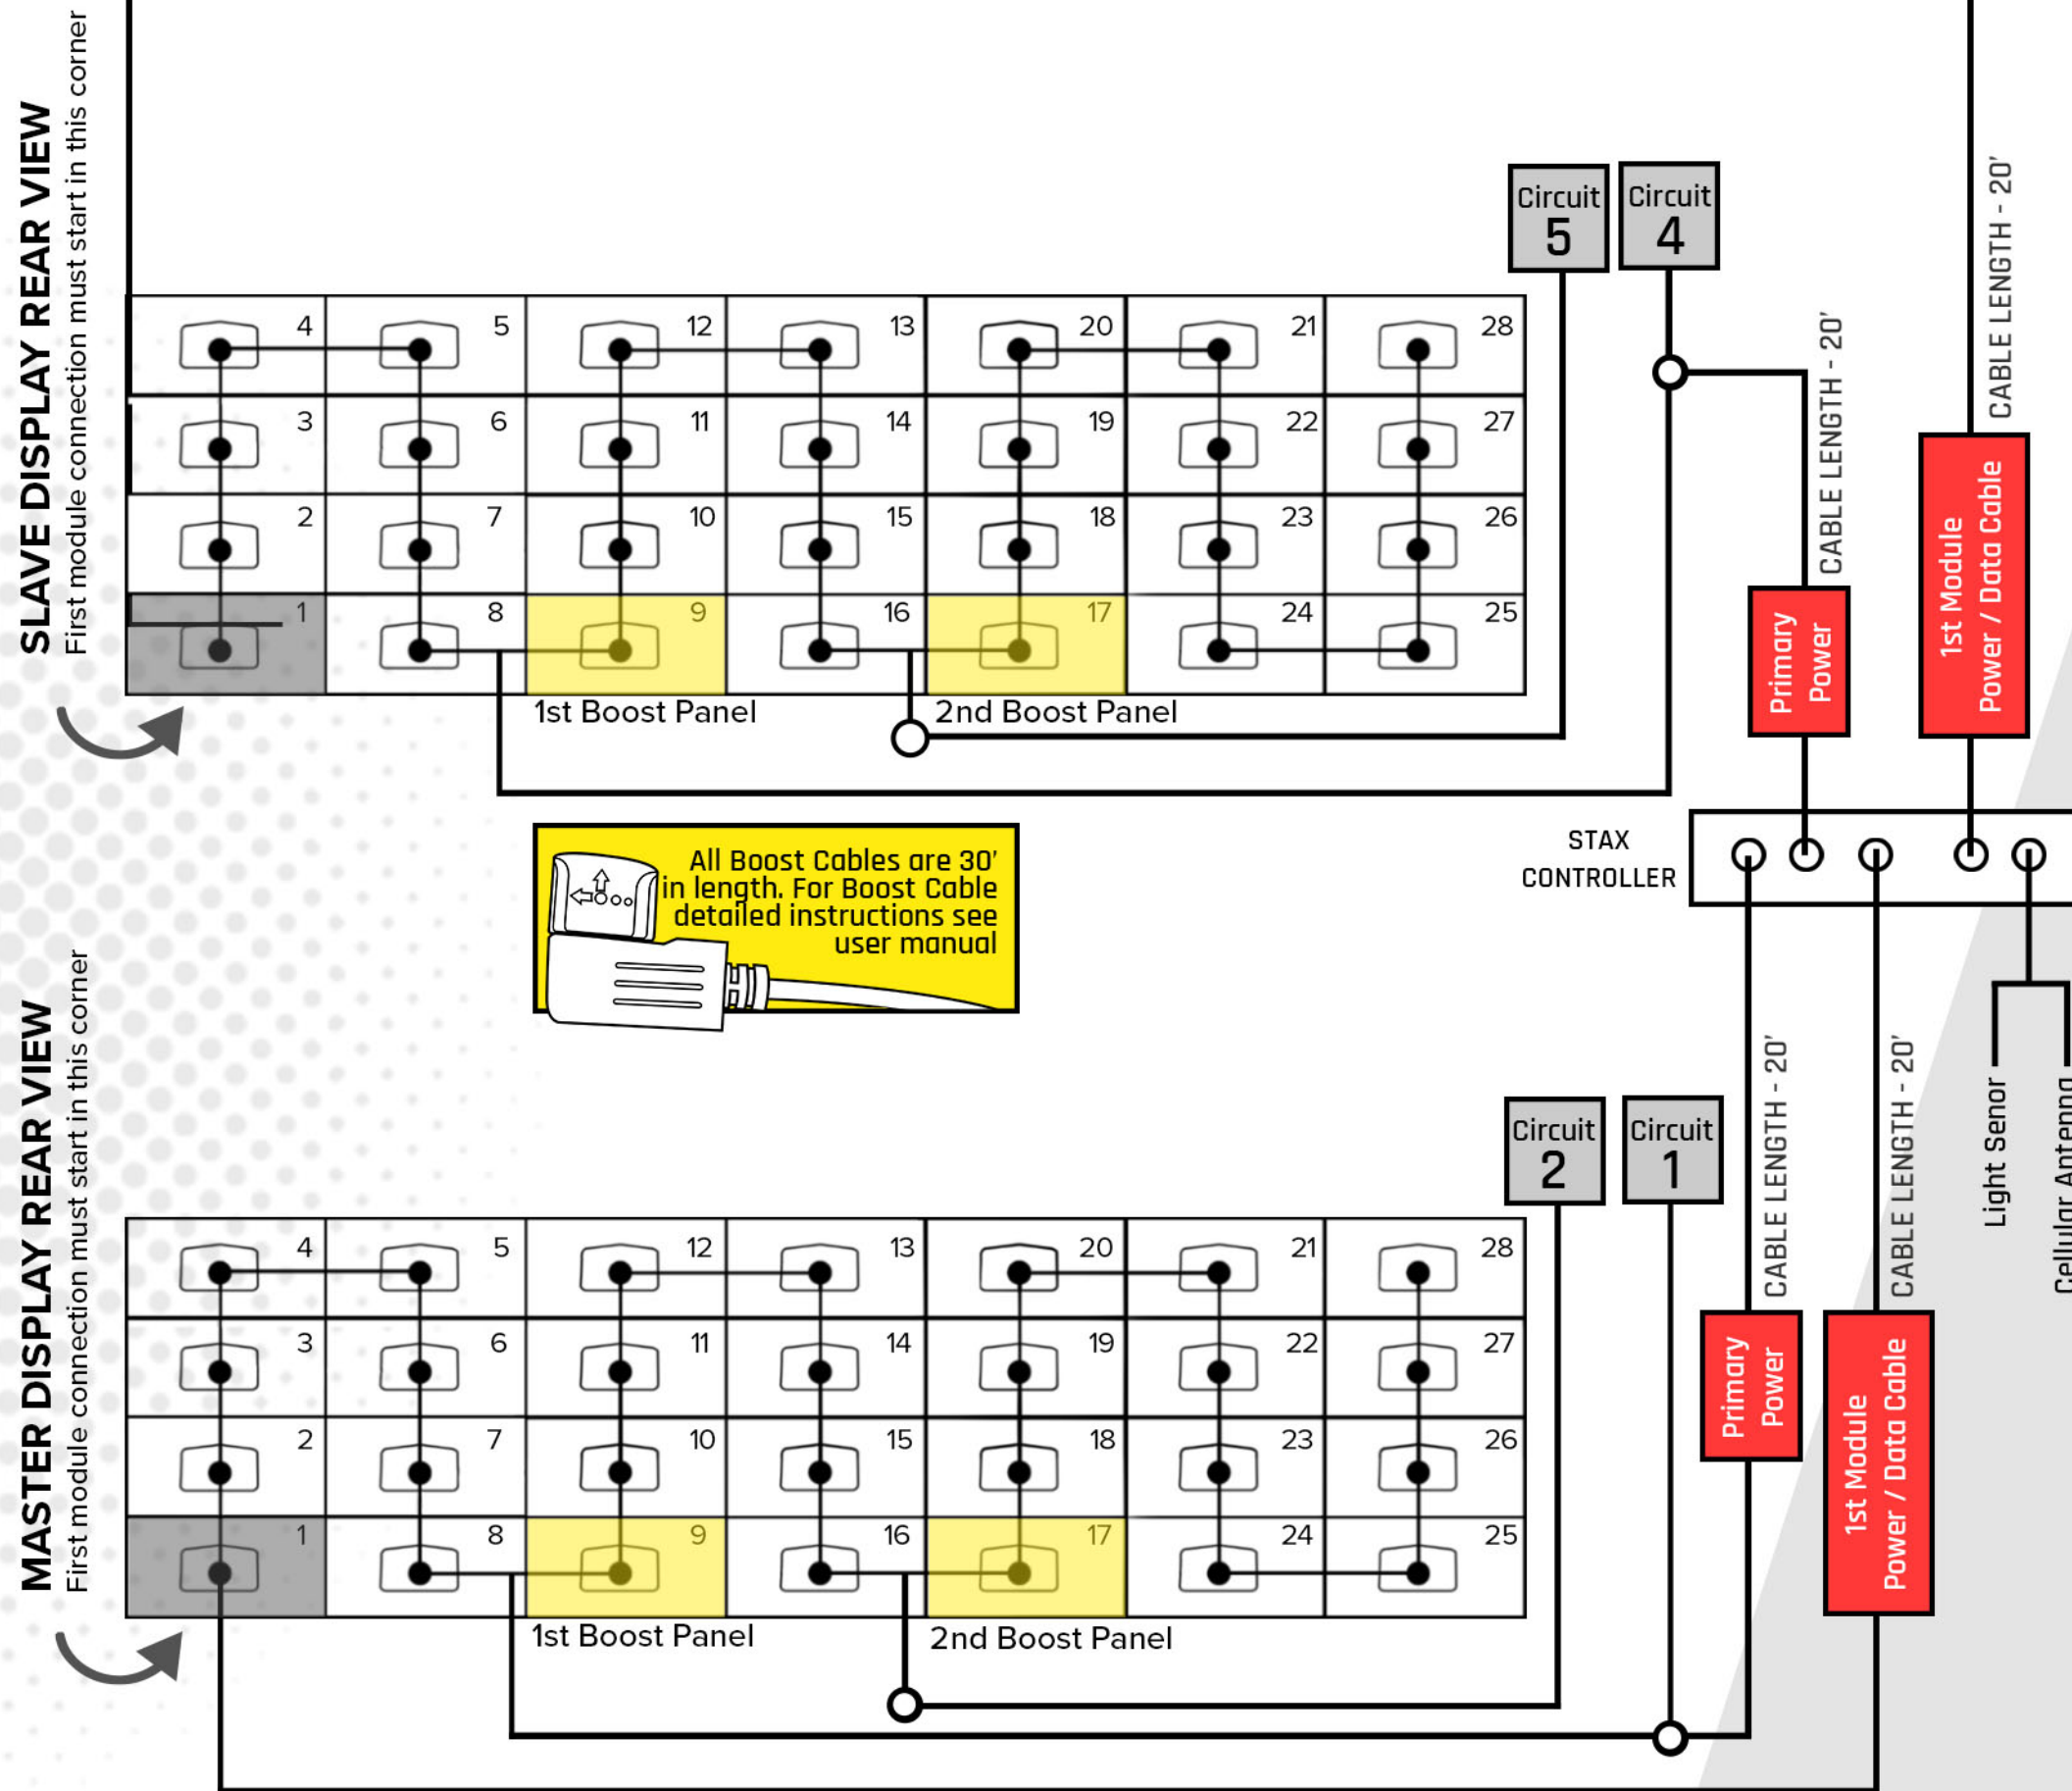 SLAVE DISPLAY REAR VIEW
First module connection must start in this corner
Circuit
5
Circuit
4
4
5
12
13
20
21
28
3
6
11
14
19
22
27
2
7
10
15
18
23
26
1
8
9
16
17
24
25
1st Boost Panel
2nd Boost Panel
CABLE LENGTH - 20'
Primary
Power
CABLE LENGTH - 20'
1st Module
Power / Data Cable
All Boost Cables are 30'
in length. For Boost Cable
detailed instructions see
user manual
STAX
CONTROLLER
MASTER DISPLAY REAR VIEW
First module connection must start in this corner
Circuit
2
Circuit
1
4
5
12
13
20
21
28
3
6
11
14
19
22
27
2
7
10
15
18
23
26
1
8
9
16
17
24
25
1st Boost Panel
2nd Boost Panel
CABLE LENGTH - 20'
Primary
Power
CABLE LENGTH - 20'
1st Module
Power / Data Cable
Light Senor
Cellular Antenna